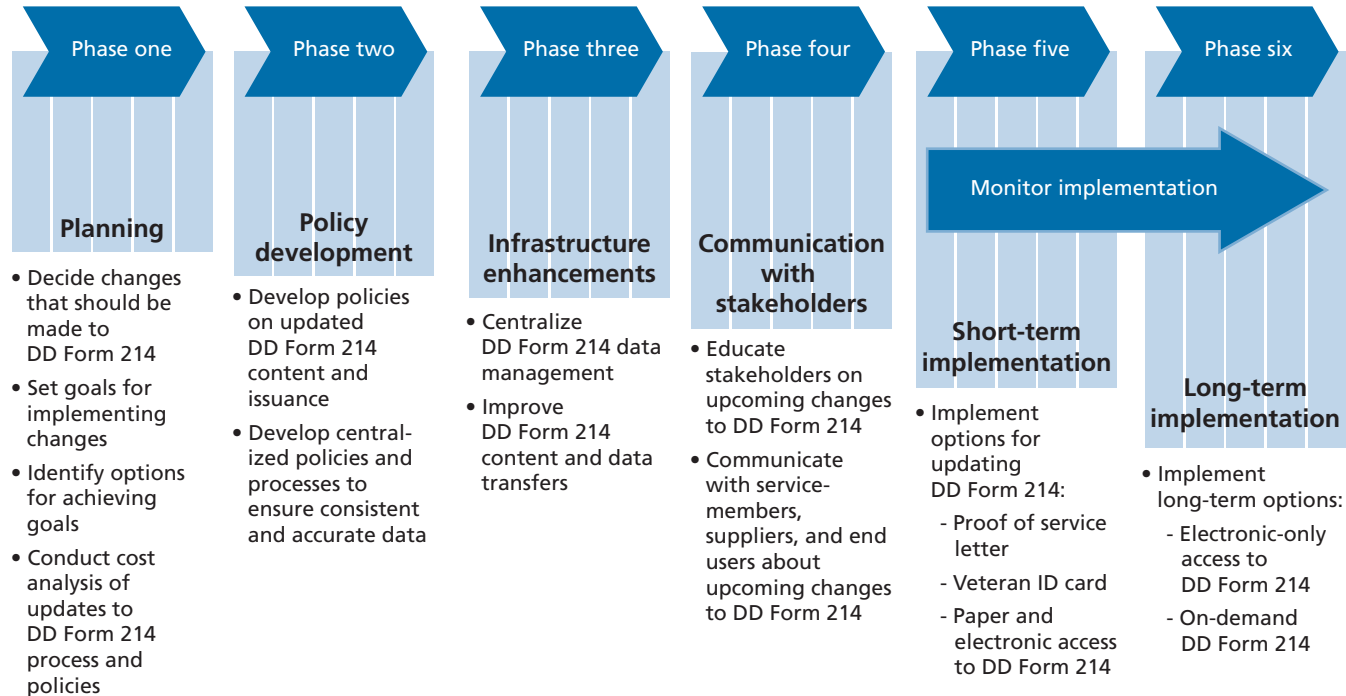 Phase one
Planning
• Decide changes
that should be
made to
DD Form 214
• Set goals for
implementing
changes
• Identify options
for achieving
goals
• Conduct cost
analysis of
updates to
DD Form 214
process and
policies
Phase two
Policy
development
• Develop policies
on updated
DD Form 214
content and
issuance
• Develop central-
ized policies and
processes to
ensure consistent
and accurate data
Phase three
Infrastructure
enhancements
• Centralize
DD Form 214 data
management
• Improve
DD Form 214
content and data
transfers
Phase four
Communication
with
stakeholders
• Educate
stakeholders on
upcoming changes
to DD Form 214
• Communicate
with service-
members,
suppliers, and end
users about
upcoming changes
to DD Form 214
Phase five
Monitor implementation
Short-term
implementation
• Implement
options for
updating
DD Form 214:
- Proof of service
letter
- Veteran ID card
- Paper and
electronic access
to DD Form 214
Phase six
Long-term
implementation
• Implement
long-term options:
- Electronic-only
access to
DD Form 214
- On-demand
DD Form 214